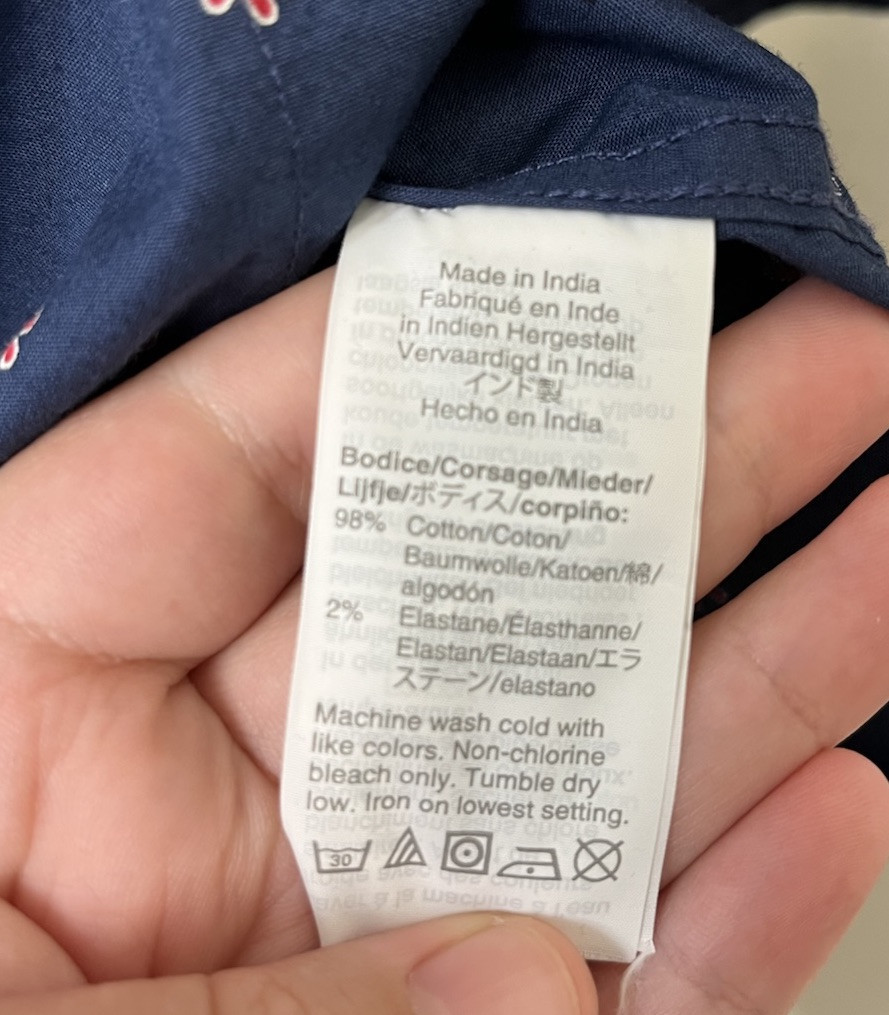 Made in India
Fabriqué en Inde
in Indien Hergestellt
Vervaardigd in India
インド製
Hecho en India
Bodice/Corsage/Mieder/
Lijfje/ボディス/corpiño:
98% Cotton/Coton/
Baumwolle/Katoen/綿/
algodón
2% Elastane/Élasthanne/
Elastan/Elastaan/エラ
ステーン/elastano
Machine wash cold with
like colors. Non-chlorine
bleach only. Tumble dry
low. Iron on lowest setting.
30